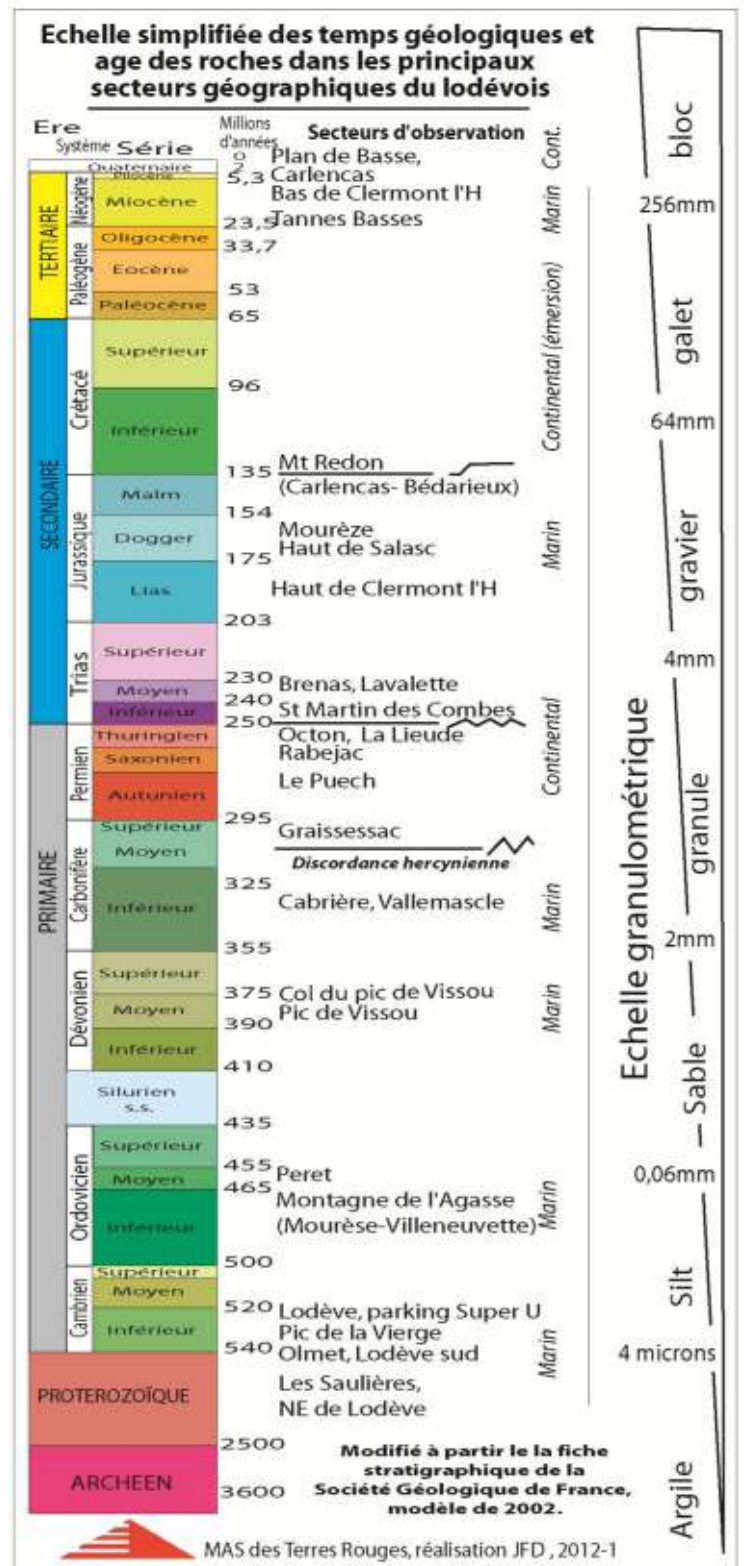 Echelle simplifiée des temps géologiques et
age des roches dans les principaux
secteurs géographiques du lodévois
Ere
Système Série
Millions
d'années
Secteurs d'observation
Cont.
0
Plan de Basse,
Quaternaire
2
Pliocène
5,3
Carlencas
TERTIAIRE
Néogène
Miocène
Bas de Clermont l'H
Marin
23,5
Tannes Basses
Paléogène
Oligocène
33,7
Eocène
53
Paléocène
65
Continental (émersion)
SECONDAIRE
Crétacé
Supérieur
96
Inférieur
135
Mt Redon
(Carlencas- Bédarieux)
Jurassique
Malm
154
Dogger
Mourèze
Haut de Salasc
Marin
175
Lias
Haut de Clermont l'H
203
Trias
Supérieur
230
Brenas, Lavalette
Moyen
240
Inférieur
St Martin des Combes
250
PRIMAIRE
Permien
Thuringien
Octon, La Lieude
Saxonien
Rabejac
Continental
Autunien
Le Puech
295
Carbonifère
Supérieur
Graissessac
Moyen
Discordance hercynienne
325
Inférieur
Cabrière, Vallemascle
Marin
355
Dévonien
Supérieur
375
Col du pic de Vissou
Moyen
Pic de Vissou
Marin
390
Inférieur
410
Silurien
s.s.
435
Ordovicien
Supérieur
455
Peret
Moyen
465
Inférieur
Montagne de l'Agasse
(Mourèse-Villeneuvette)
Marin
500
Cambrien
Supérieur
Moyen
520
Lodève, parking Super U
Inférieur
Pic de la Vierge
540
Olmet, Lodève sud
Marin
PROTEROZOÏQUE
Les Saulières,
NE de Lodève
2500
ARCHEEN
3600
Modifié à partir le la fiche
stratigraphique de la
Société Géologique de France,
modèle de 2002.
MAS des Terres Rouges, réalisation JFD , 2012-1
Echelle granulométrique
bloc
256mm
galet
64mm
gravier
4mm
granule
2mm
Sable
0,06mm
Silt
4 microns
Argile